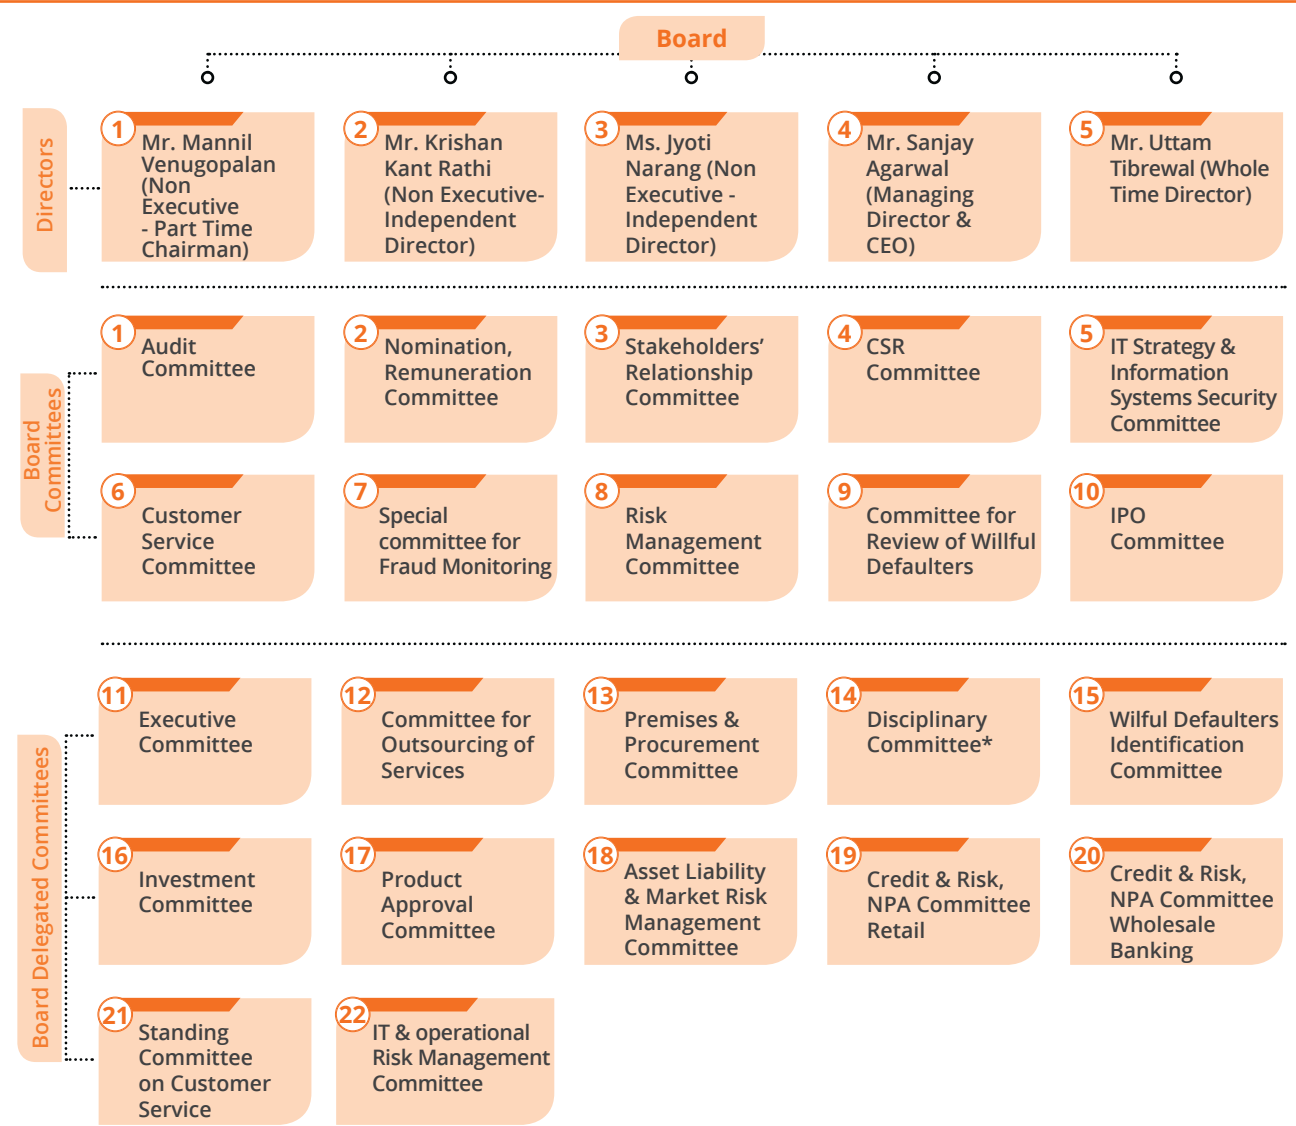 Board
Directors
1
Mr. Mannil
Venugopalan
(Non
Executive
- Part Time
Chairman)
2
Mr. Krishan
Kant Rathi
(Non Executive-
Independent
Director)
3
Ms. Jyoti
Narang (Non
Executive -
Independent
Director)
4
Mr. Sanjay
Agarwal
(Managing
Director &
CEO)
5
Mr. Uttam
Tibrewal (Whole
Time Director)
Board
Committees
1
Audit
Committee
2
Nomination,
Remuneration
Committee
3
Stakeholders’
Relationship
Committee
4
CSR
Committee
5
IT Strategy &
Information
Systems Security
Committee
6
Customer
Service
Committee
7
Special
committee for
Fraud Monitoring
8
Risk
Management
Committee
9
Committee for
Review of Willful
Defaulters
10
IPO
Committee
Board Delegated Committees
11
Executive
Committee
12
Committee for
Outsourcing of
Services
13
Premises &
Procurement
Committee
14
Disciplinary
Committee*
15
Wilful Defaulters
Identification
Committee
16
Investment
Committee
17
Product
Approval
Committee
18
Asset Liability
& Market Risk
Management
Committee
19
Credit & Risk,
NPA Committee
Retail
20
Credit & Risk,
NPA Committee
Wholesale
Banking
21
Standing
Committee
on Customer
Service
22
IT & operational
Risk Management
Committee